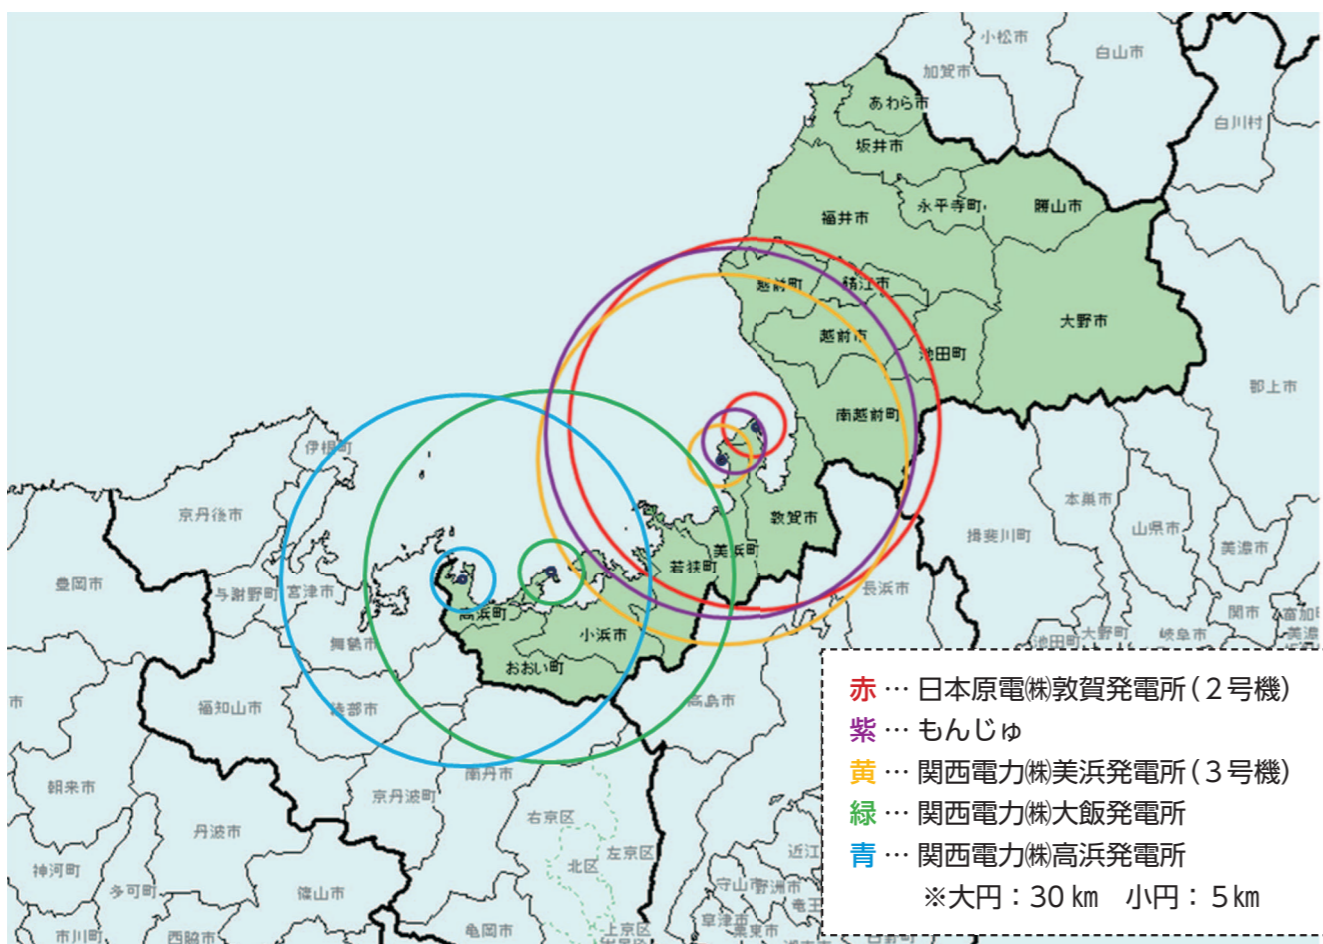 小松市
白山市
加賀市
あわら市
白川村
坂井市
永平寺町
勝山市
福井市
越前町
鯖江市
大野市
越前市
池田町
郡上市
南越前町
伊根町
本巣市
京丹後市
敦賀市
山県市
揖斐川町
美浜町
美濃市
若狭町
豊岡市
与謝野町
宮津市
長浜市
高浜町
関市
富加
小浜市
池田町
大野町
岐阜市
美濃
舞鶴市
おおい町
市
福知山市
綾部市
高島市
赤 … 日本原電㈱敦賀発電所(2号機)
紫 … もんじゅ
黄 … 関西電力㈱美浜発電所(3号機)
緑 … 関西電力㈱大飯発電所
青 … 関西電力㈱高浜発電所
※大円：30 ㎞　小円：5㎞
南丹市
朝来市
京丹波町
右京区
丹波市
左京区
近江
北区
神河町
多可町
篠山市
守山市
野洲市
竜王
草津市
栗東市
市川町
西脇市
亀岡市
上京区